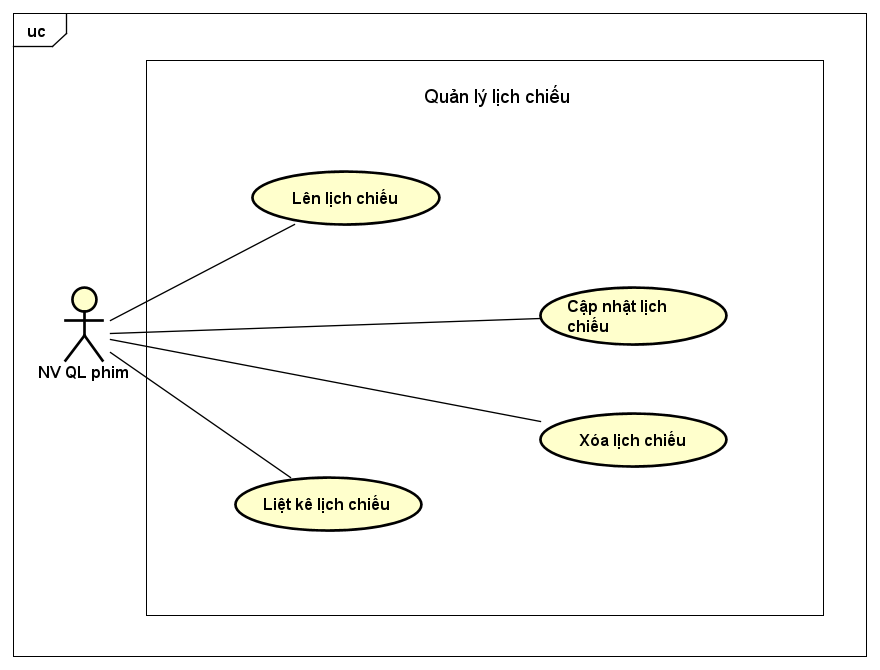 uc
Quản lý lịch chiếu
Lên lịch chiếu
Cập nhật lịch
chiếu
NV QL phim
Xóa lịch chiếu
Liệt kê lịch chiếu